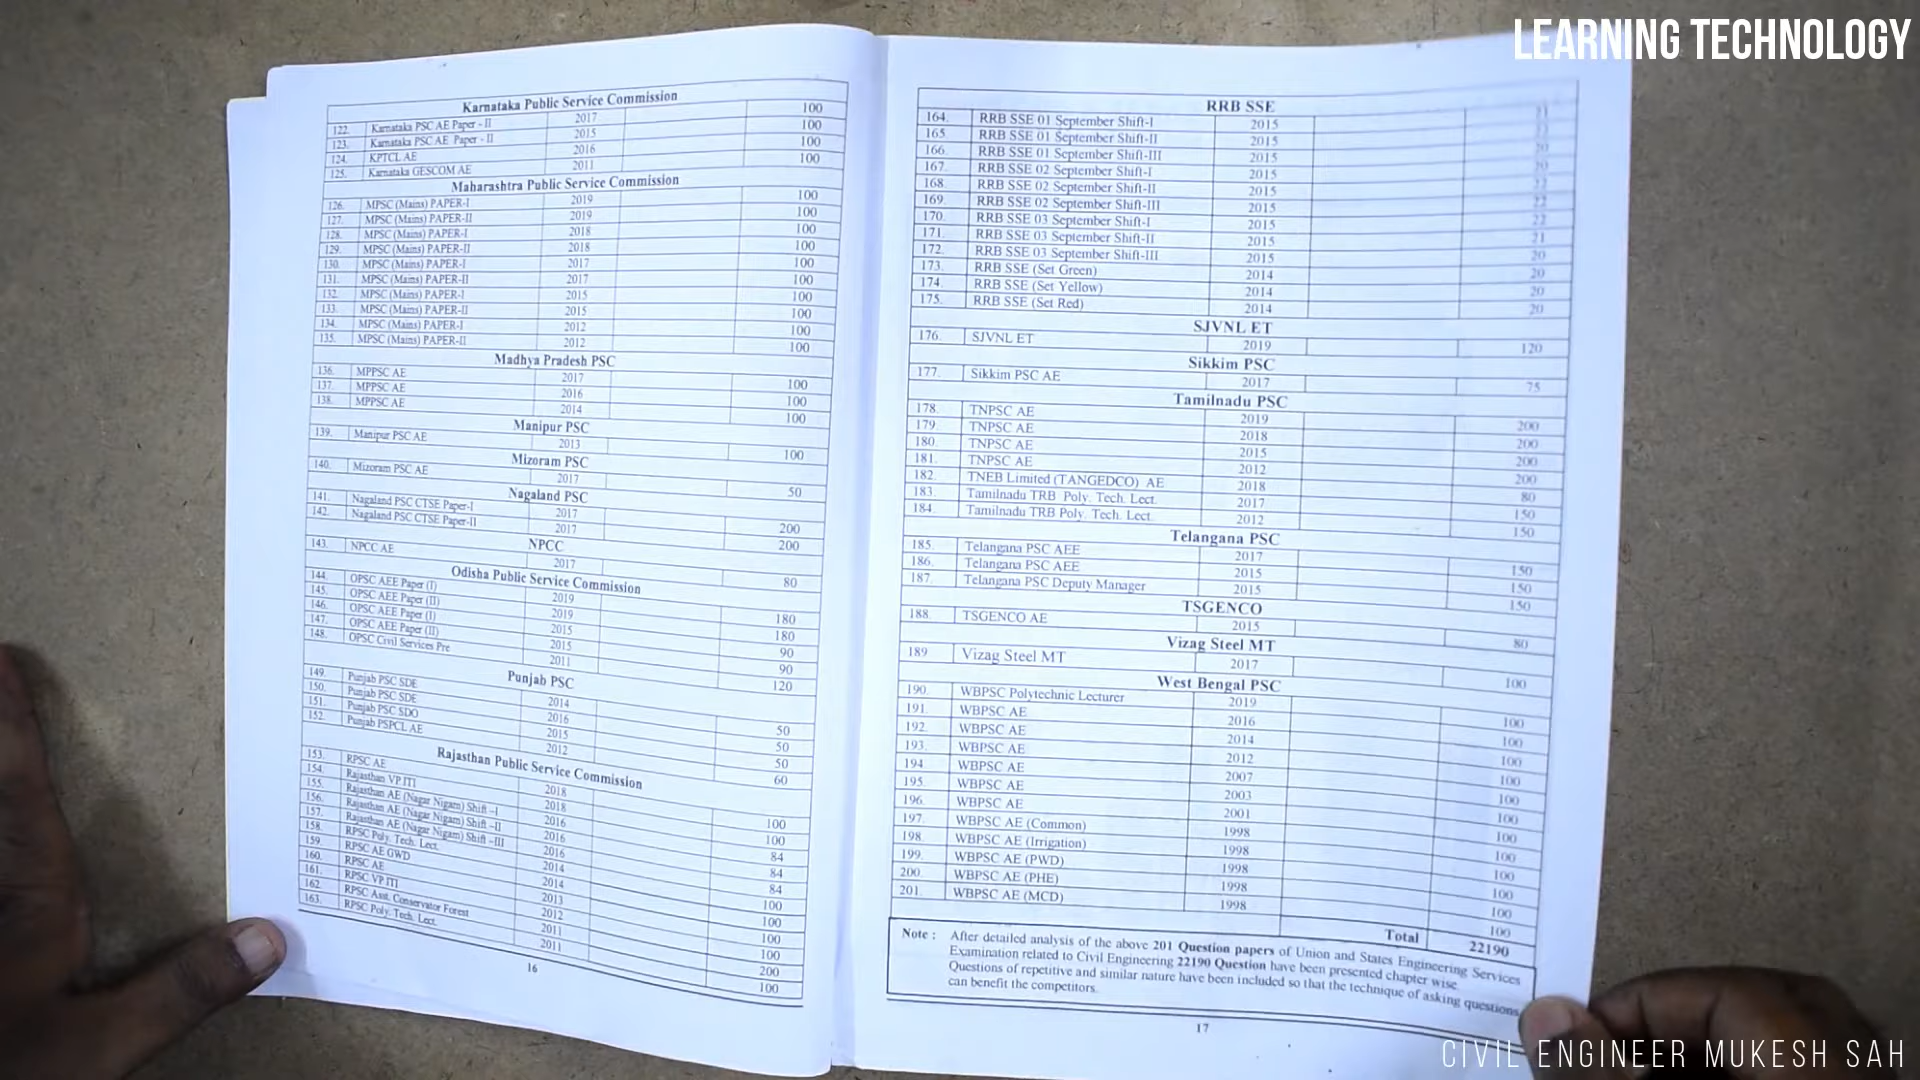 LEARNING TECHNOLOGY
Karnataka Public Service Commission
122. Karnataka PSC AE Paper - II 2017 100
123. Karnataka PSC AE Paper - II 2015 100
124. KPTCL AE 2016 100
125. Karnataka GESCOM AE 2011 100
Maharashtra Public Service Commission
126. MPSC (Mains) PAPER-I 2019 100
127. MPSC (Mains) PAPER-II 2019 100
128. MPSC (Mains) PAPER-I 2018 100
129. MPSC (Mains) PAPER-II 2018 100
130. MPSC (Mains) PAPER-I 2017 100
131. MPSC (Mains) PAPER-II 2017 100
132. MPSC (Mains) PAPER-I 2015 100
133. MPSC (Mains) PAPER-II 2015 100
134. MPSC (Mains) PAPER-I 2012 100
135. MPSC (Mains) PAPER-II 2012 100
Madhya Pradesh PSC
136. MPPSC AE 2017 100
137. MPPSC AE 2016 100
138. MPPSC AE 2014 100
Manipur PSC
139. Manipur PSC AE 2013 100
Mizoram PSC
140. Mizoram PSC AE 2017 50
Nagaland PSC
141. Nagaland PSC CTSE Paper-I 2017 200
142. Nagaland PSC CTSE Paper-II 2017 200
NPCC
143. NPCC AE 2017 80
Odisha Public Service Commission
144. OPSC AEE Paper (I) 2019 180
145. OPSC AEE Paper (II) 2019 180
146. OPSC AEE Paper (I) 2015 90
147. OPSC AEE Paper (II) 2015 90
148. OPSC Civil Services Pre 2011 120
Punjab PSC
149. Punjab PSC SDE 2014 50
150. Punjab PSC SDE 2016 50
151. Punjab PSC SDO 2015 50
152. Punjab PSPCL AE 2012 60
Rajasthan Public Service Commission
153. RPSC AE 2018 100
154. Rajasthan VP ITI 2018 100
155. Rajasthan AE (Nagar Nigam) Shift –I 2016 84
156. Rajasthan AE (Nagar Nigam) Shift –II 2016 84
157. Rajasthan AE (Nagar Nigam) Shift –III 2016 84
158. RPSC Poly. Tech. Lect. 2014 100
159. RPSC AE GWD 2014 100
160. RPSC AE 2013 100
161. RPSC VP ITI 2012 100
162. RPSC Asst. Conservator Forest 2011 200
163. RPSC Poly. Tech. Lect. 2011 100
16
RRB SSE
164. RRB SSE 01 September Shift-I 2015
165 RRB SSE 01 September Shift-II 2015
166. RRB SSE 01 September Shift-III 2015
167. RRB SSE 02 September Shift-I 2015
168. RRB SSE 02 September Shift-II 2015
169. RRB SSE 02 September Shift-III 2015
170. RRB SSE 03 September Shift-I 2015
171. RRB SSE 03 September Shift-II 2015 21
172. RRB SSE 03 September Shift-III 2015 20
173. RRB SSE (Set Green) 2014 20
174. RRB SSE (Set Yellow) 2014 20
175. RRB SSE (Set Red) 2014 20
SJVNL ET
176. SJVNL ET 2019 120
Sikkim PSC
177. Sikkim PSC AE 2017 75
Tamilnadu PSC
178. TNPSC AE 2019 200
179. TNPSC AE 2018 200
180. TNPSC AE 2015 200
181. TNPSC AE 2012 200
182. TNEB Limited (TANGEDCO) AE 2018 80
183. Tamilnadu TRB Poly. Tech. Lect. 2017 150
184. Tamilnadu TRB Poly. Tech. Lect. 2012 150
Telangana PSC
185. Telangana PSC AEE 2017 150
186. Telangana PSC AEE 2015 150
187. Telangana PSC Deputy Manager 2015 150
TSGENCO
188. TSGENCO AE 2015 80
Vizag Steel MT
189 Vizag Steel MT 2017 100
West Bengal PSC
190. WBPSC Polytechnic Lecturer 2019 100
191. WBPSC AE 2016 100
192. WBPSC AE 2014 100
193. WBPSC AE 2012 100
194 WBPSC AE 2007 100
195. WBPSC AE 2003 100
196. WBPSC AE 2001 100
197. WBPSC AE (Common) 1998 100
198. WBPSC AE (Irrigation) 1998 100
199. WBPSC AE (PWD) 1998 100
200. WBPSC AE (PHE) 1998 100
201. WBPSC AE (MCD) 1998 100
Total 22190
Note : After detailed analysis of the above 201 Question papers of Union and States Engineering Services
Examination related to Civil Engineering 22190 Question have been presented chapter wise.
Questions of repetitive and similar nature have been included so that the technique of asking questions
can benefit the competitors.
17
CIVIL ENGINEER MUKESH SAH